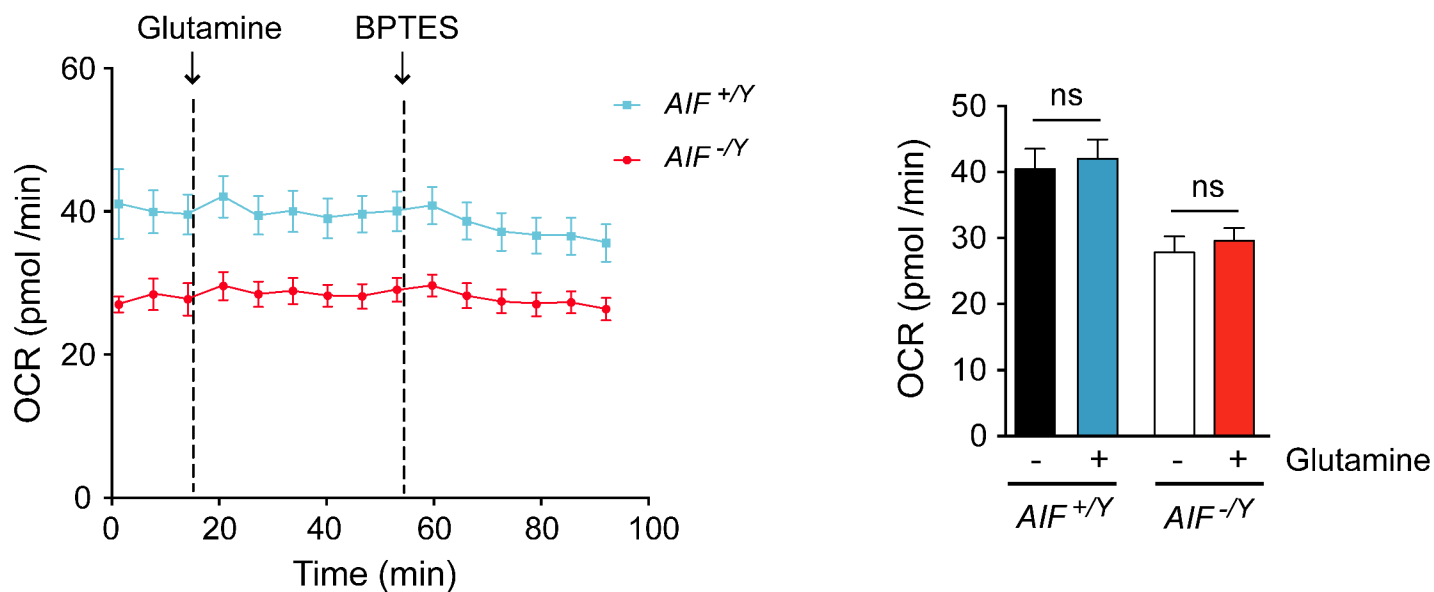 Glutamine BPTES
60
40
20
0
OCR (pmol /min)
0 20 40 60 80 100
Time (min)
AIF +/Y
AIF -/Y
50
40
30
20
10
0
OCR (pmol /min)
ns
ns
- + - + Glutamine
AIF +/Y AIF -/Y